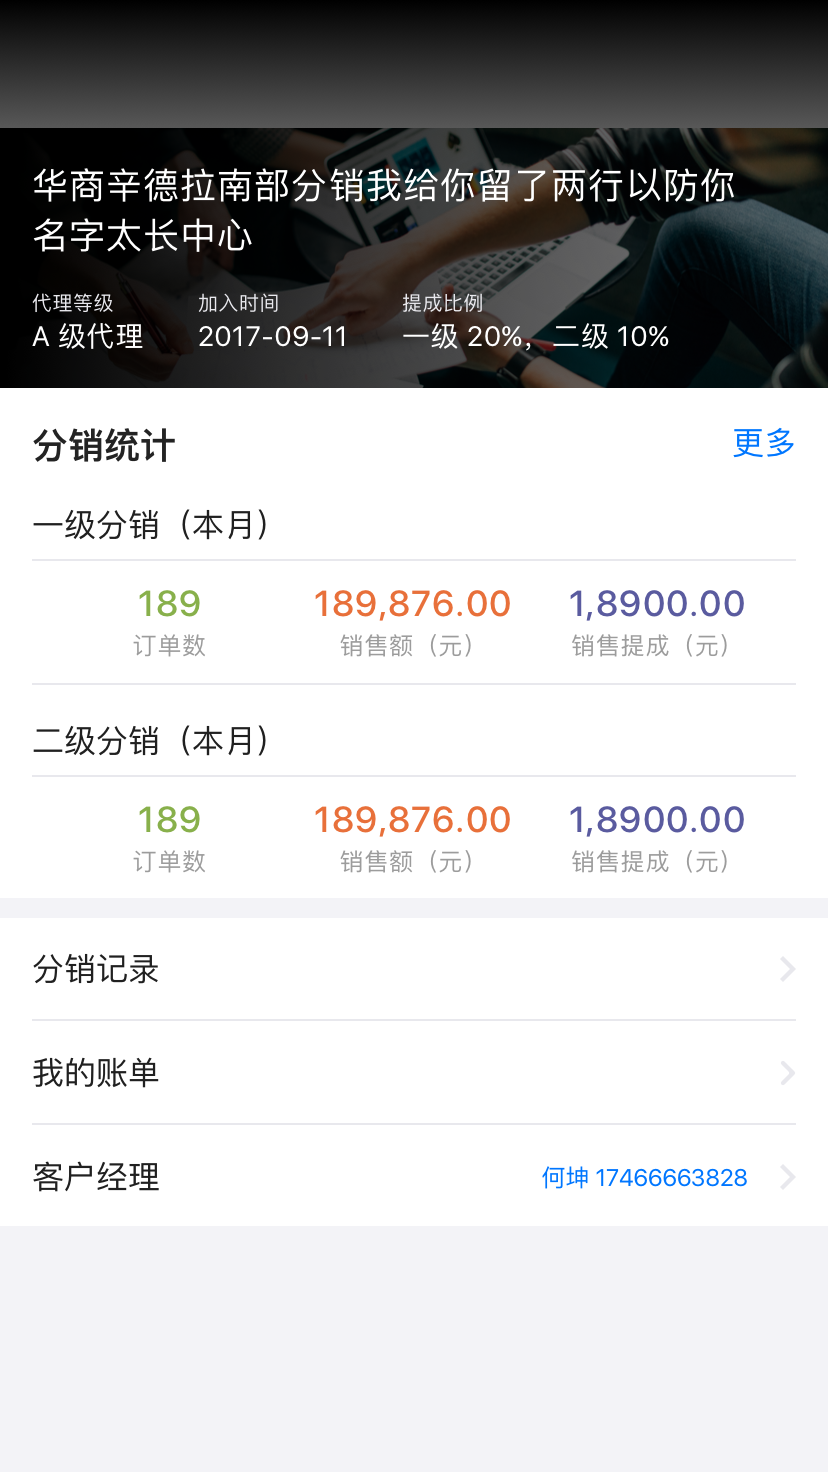 华商辛德拉南部分销我给你留了两行以防你
名字太长中心
代理等级 加入时间 提成比例
A 级代理 2017-09-11 一级 20%，二级 10%
分销统计 更多
一级分销（本月）
189 189,876.00 1,8900.00
订单数 销售额（元） 销售提成（元）
二级分销（本月）
189 189,876.00 1,8900.00
订单数 销售额（元） 销售提成（元）
分销记录
我的账单
客户经理 何坤 17466663828